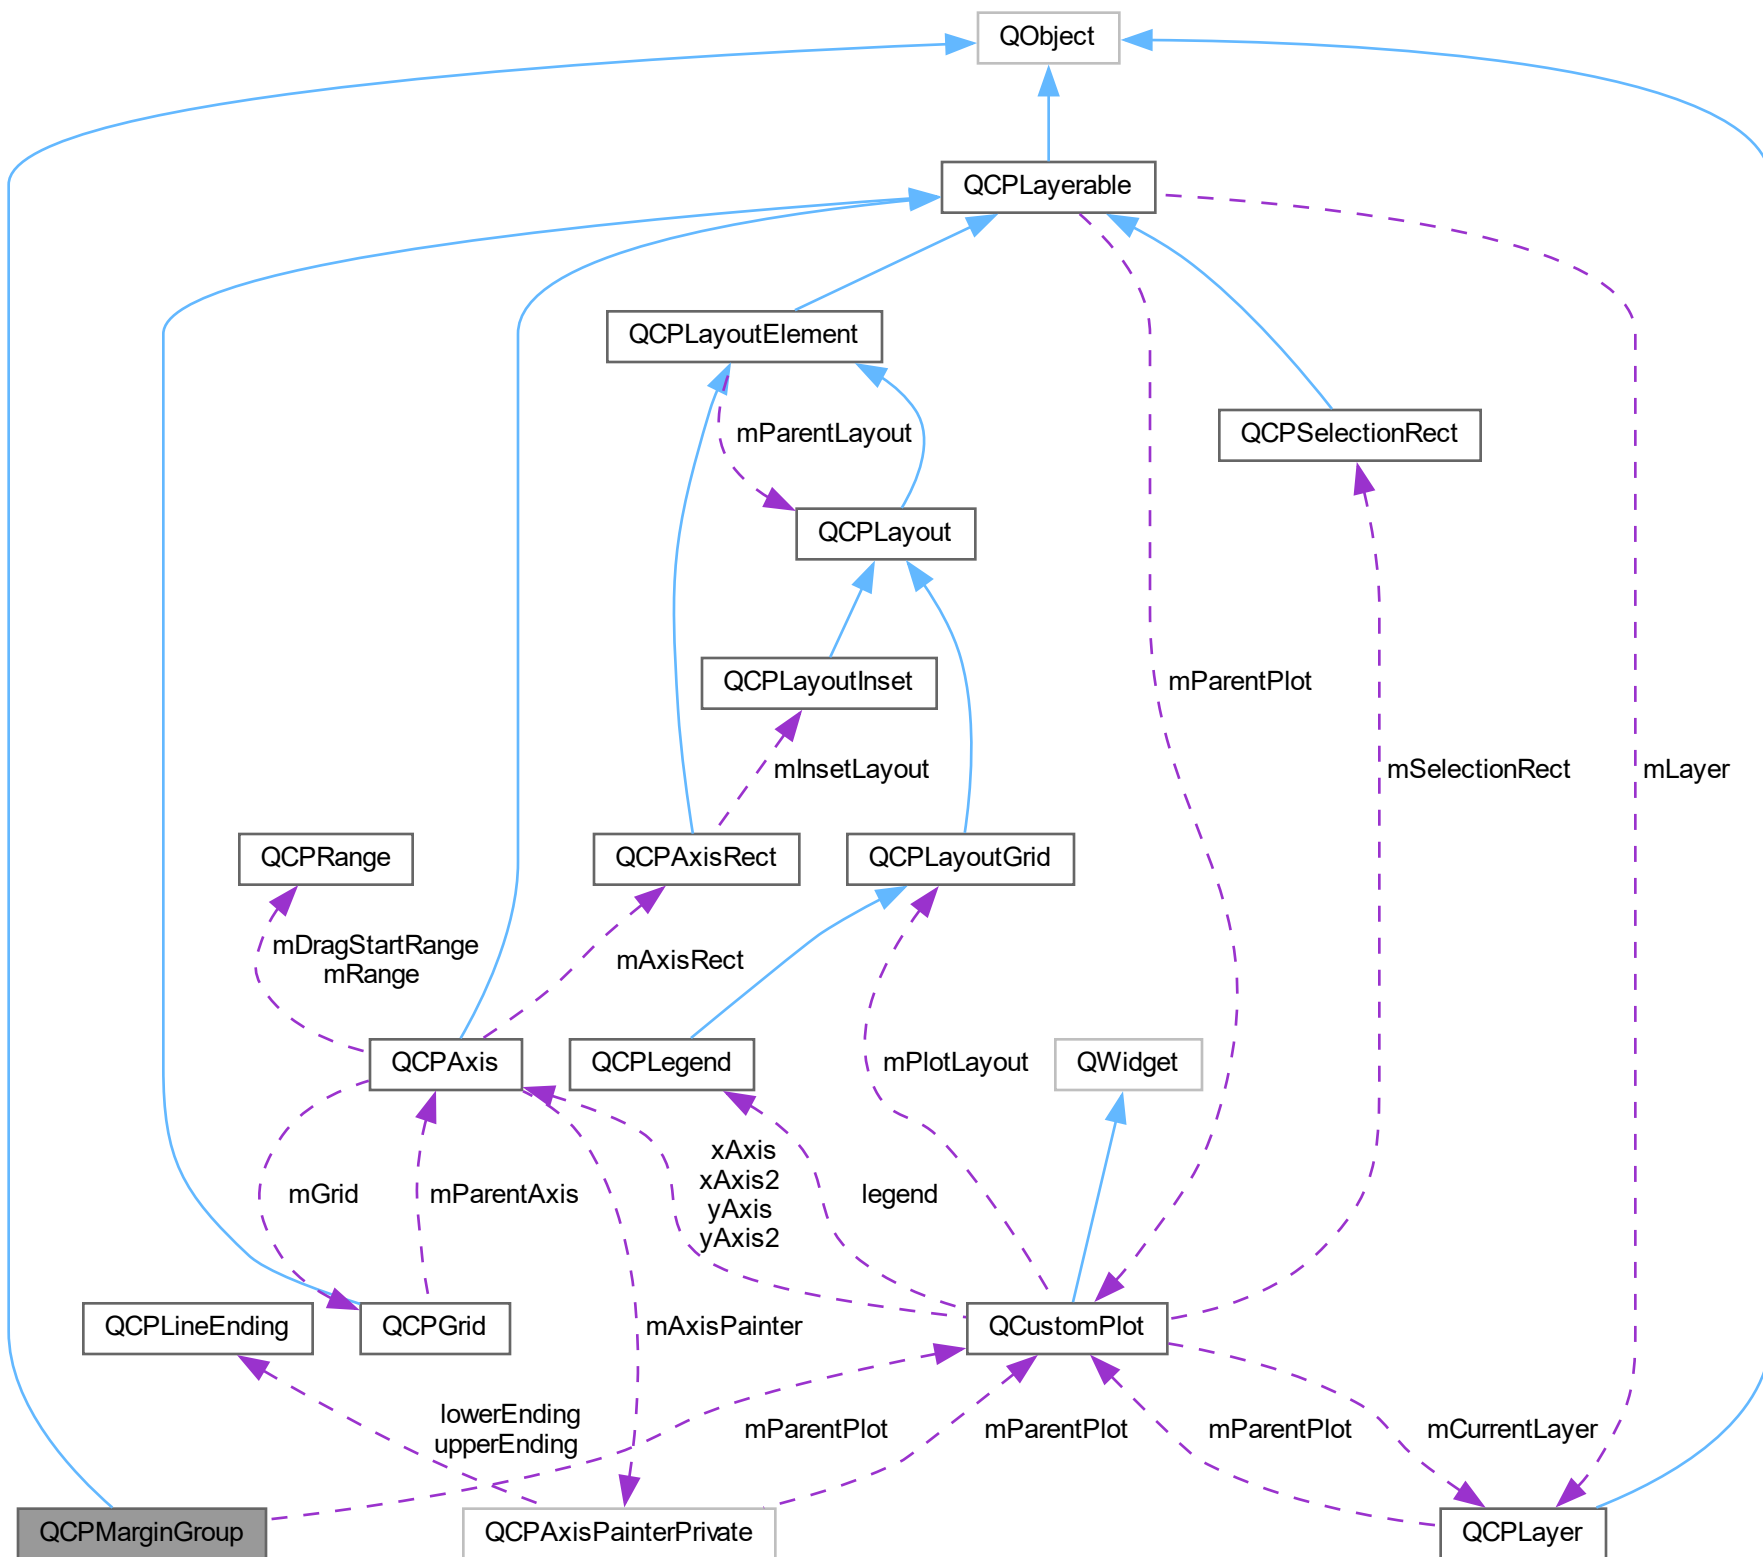 QObject
QCPLayerable
QCPLayoutElement
mParentLayout
QCPSelectionRect
QCPLayout
QCPLayoutInset
mParentPlot
mInsetLayout
mSelectionRect
mLayer
QCPRange
QCPAxisRect
QCPLayoutGrid
mDragStartRange
mRange
mAxisRect
QCPAxis
QCPLegend
mPlotLayout
QWidget
xAxis
xAxis2
yAxis
yAxis2
mGrid
mParentAxis
legend
QCPLineEnding
QCPGrid
mAxisPainter
QCustomPlot
lowerEnding
upperEnding
mParentPlot
mParentPlot
mParentPlot
mCurrentLayer
QCPMarginGroup
QCPAxisPainterPrivate
QCPLayer